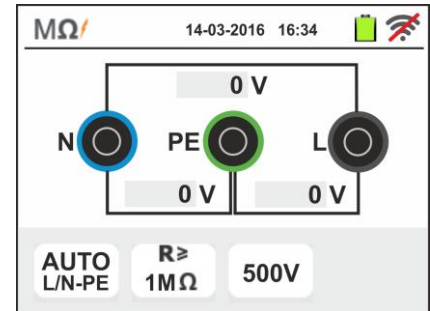 MΩ 14-03-2016 16:34
0 V
N PE L
0 V 0 V
AUTO R≥ 500V
L/N-PE 1MΩ